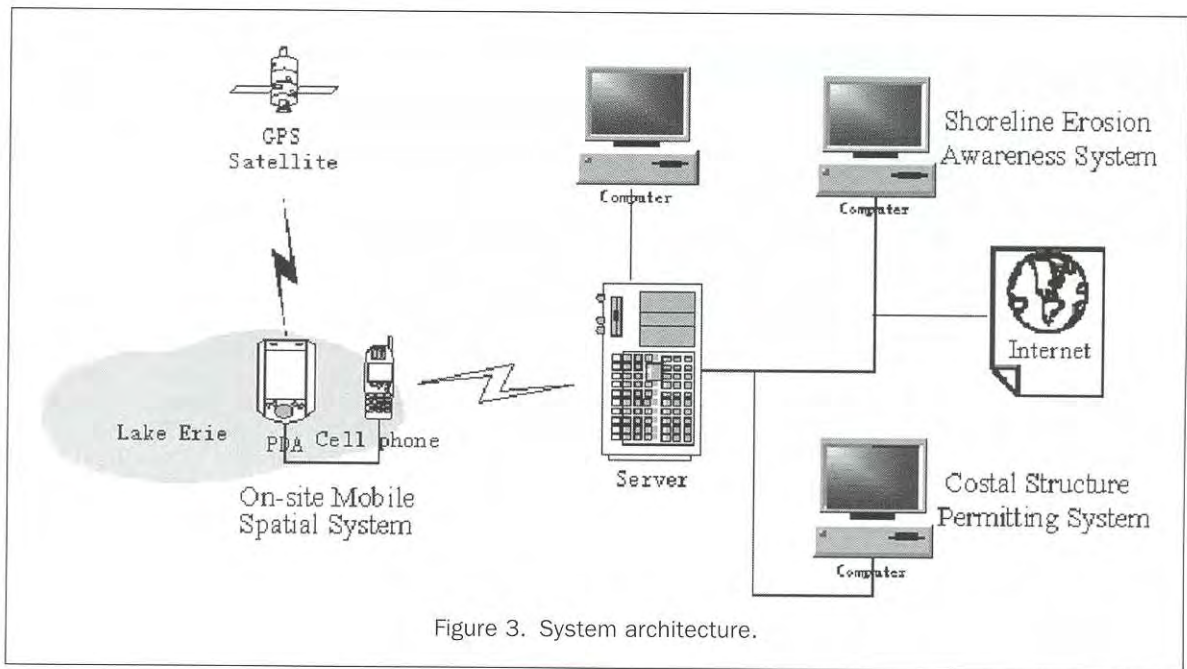 GPS
Satellite
Computer
Computer
Shoreline Erosion
Awareness System
Internet
Lake Erie
PDA
Cell phone
On-site Mobile
Spatial System
Server
Costal Structure
Permitting System
Computer
Figure 3. System architecture.